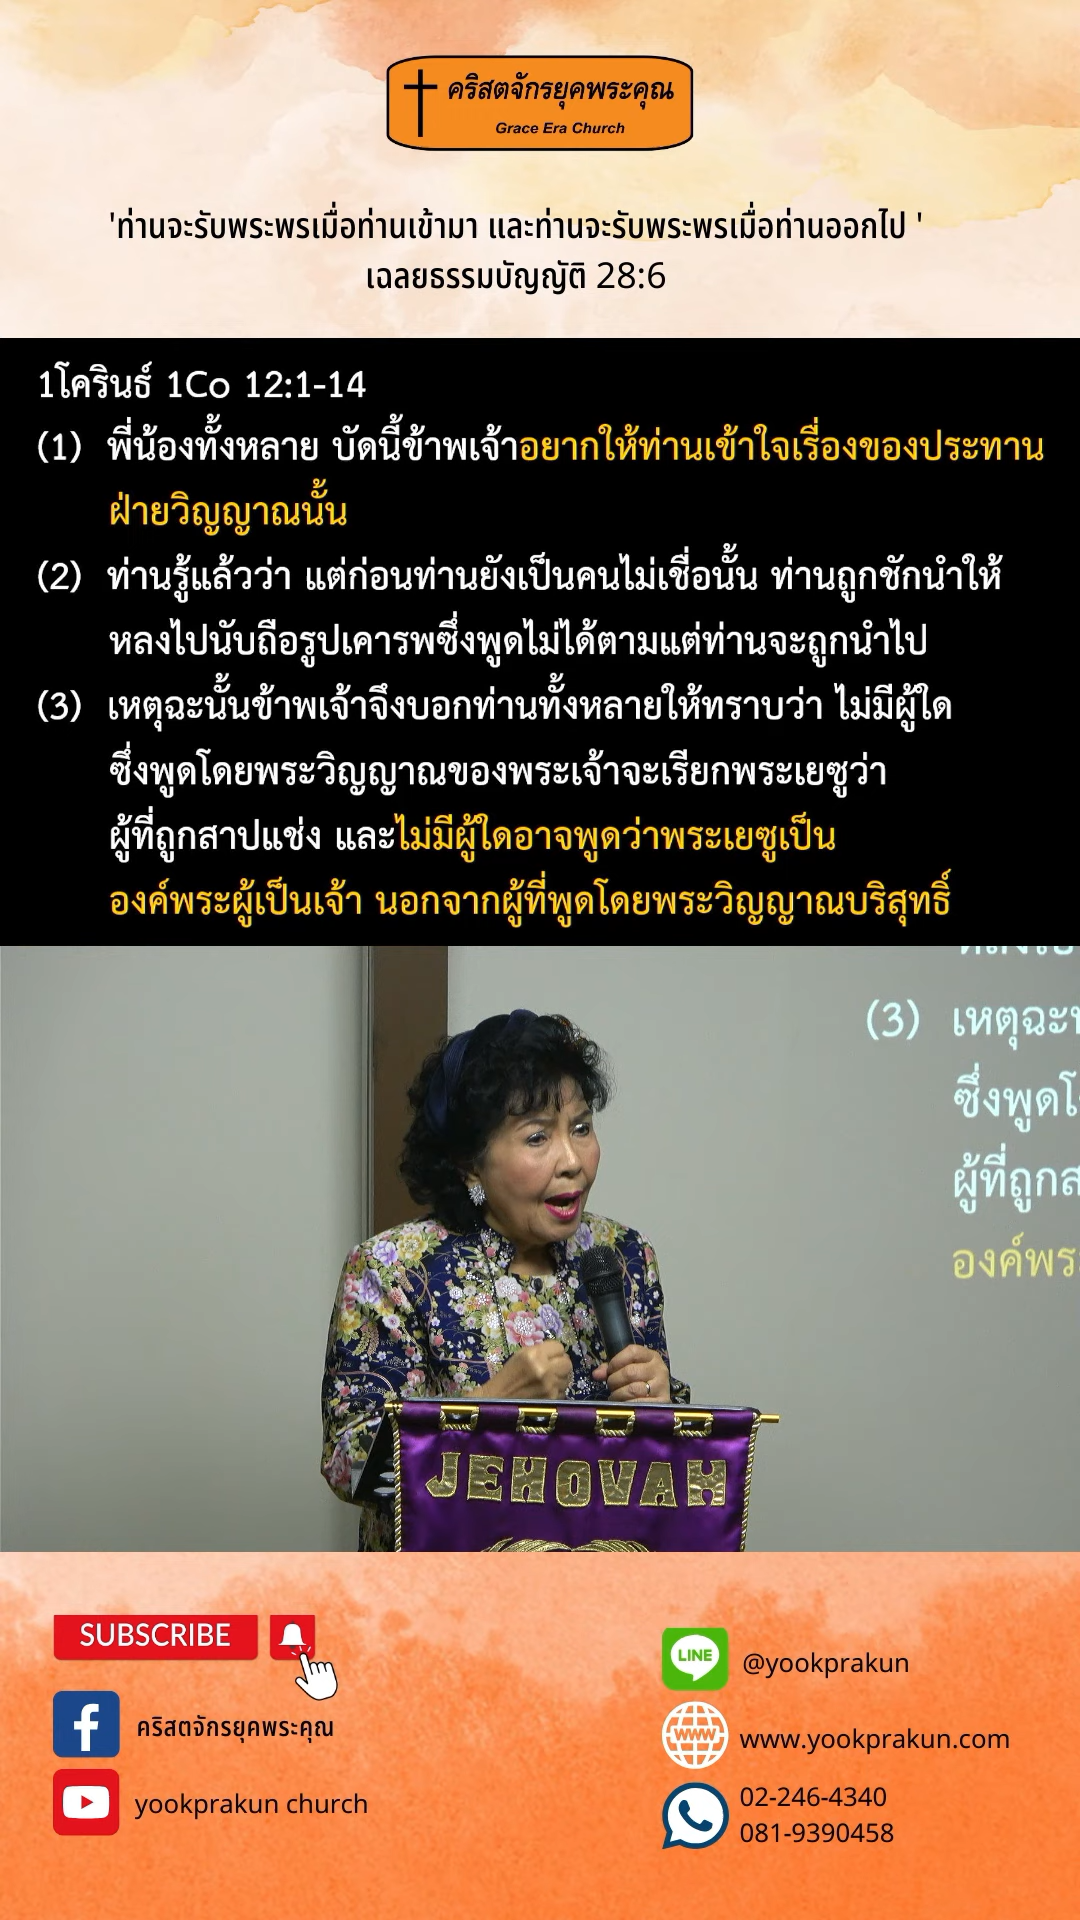 คริสตจักรยุคพระคุณ
Grace Era Church
'ท่านจะรับพระพรเมื่อท่านเข้ามา และท่านจะรับพระพรเมื่อท่านออกไป '
เฉลยธรรมบัญญัติ 28:6
1โครินธ์ 1Co 12:1-14
(1) พี่น้องทั้งหลาย บัดนี้ข้าพเจ้าอยากให้ท่านเข้าใจเรื่องของประทาน
ฝ่ายวิญญาณนั้น
(2) ท่านรู้แล้วว่า แต่ก่อนท่านยังเป็นคนไม่เชื่อนั้น ท่านถูกชักนำให้
หลงไปนับถือรูปเคารพซึ่งพูดไม่ได้ตามแต่ท่านจะถูกนำไป
(3) เหตุฉะนั้นข้าพเจ้าจึงบอกท่านทั้งหลายให้ทราบว่า ไม่มีผู้ใด
ซึ่งพูดโดยพระวิญญาณของพระเจ้าจะเรียกพระเยซูว่า
ผู้ที่ถูกสาปแช่ง และไม่มีผู้ใดอาจพูดว่าพระเยซูเป็น
องค์พระผู้เป็นเจ้า นอกจากผู้ที่พูดโดยพระวิญญาณบริสุทธิ์
(3) เหตุฉะ
ซึ่งพูด
ผู้ที่ถูกส
องค์พระ
JEHOVAH
SUBSCRIBE
คริสตจักรยุคพระคุณ
yookprakun church
LINE
@yookprakun
WWW
www.yookprakun.com
02-246-4340
081-9390458